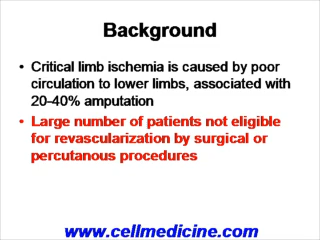 Background
• Critical limb ischemia is caused by poor
circulation to lower limbs, associated with
20-40% amputation
• Large number of patients not eligible
for revascularization by surgical or
percutanous procedures
www.cellmedicine.com